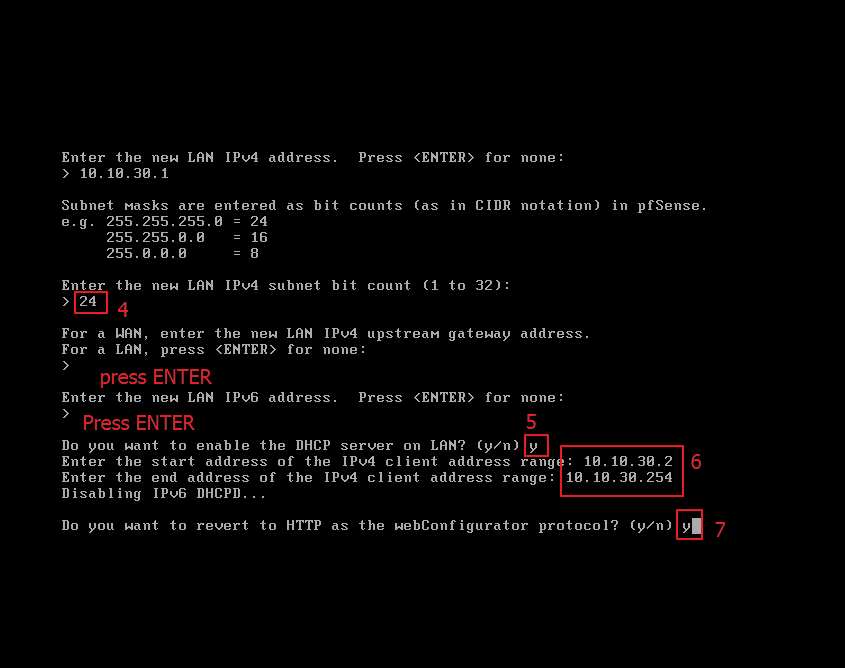 Enter the new LAN IPv4 address.  Press <ENTER> for none:
> 10.10.30.1
Subnet masks are entered as bit counts (as in CIDR notation) in pfSense.
e.g. 255.255.255.0 = 24
     255.255.0.0   = 16
     255.0.0.0     = 8
Enter the new LAN IPv4 subnet bit count (1 to 32):
> 24
4
For a WAN, enter the new LAN IPv4 upstream gateway address.
For a LAN, press <ENTER> for none:
>
press ENTER
Enter the new LAN IPv6 address.  Press <ENTER> for none:
>
Press ENTER
5
Do you want to enable the DHCP server on LAN? (y/n) y
Enter the start address of the IPv4 client address range: 10.10.30.2
6
Enter the end address of the IPv4 client address range: 10.10.30.254
Disabling IPv6 DHCPD...
Do you want to revert to HTTP as the webConfigurator protocol? (y/n) y
7